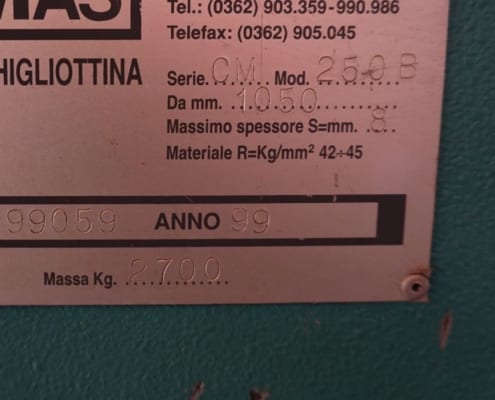 MAS
Tel.: (0362) 903.359-990.986
Telefax: (0362) 905.045
HIGLIOTTINA
Serie. CM Mod. 250 B
Da mm. 1050
Massimo spessore S=mm. 8
Materiale R=Kg/mm² 42÷45
99059 ANNO 99
Massa Kg. 2700